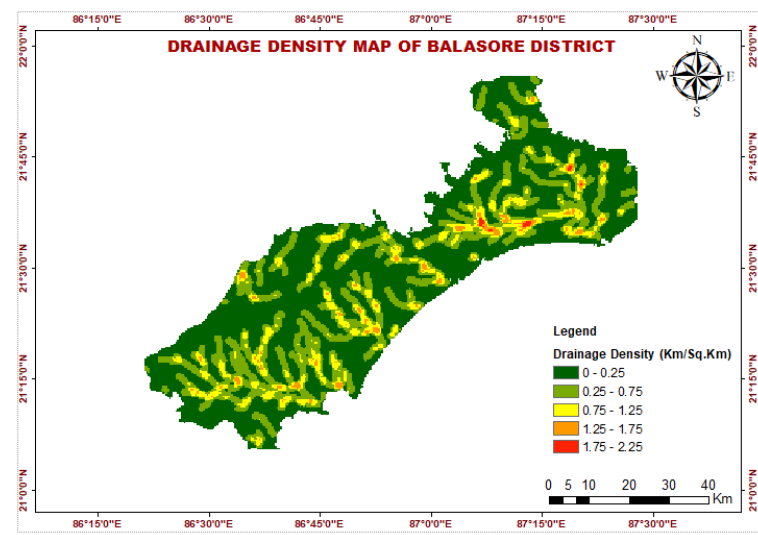 86°15'0"E 86°30'0"E 86°45'0"E 87°0'0"E 87°15'0"E 87°30'0"E
DRAINAGE DENSITY MAP OF BALASORE DISTRICT
N
W E
S
22°0'0"N 22°0'0"N
21°45'0"N 21°45'0"N
21°30'0"N 21°30'0"N
21°15'0"N 21°15'0"N
21°0'0"N 21°0'0"N
Legend
Drainage Density (Km/Sq.Km)
0 - 0.25
0.25 - 0.75
0.75 - 1.25
1.25 - 1.75
1.75 - 2.25
0 5 10 20 30 40
Km
86°15'0"E 86°30'0"E 86°45'0"E 87°0'0"E 87°15'0"E 87°30'0"E